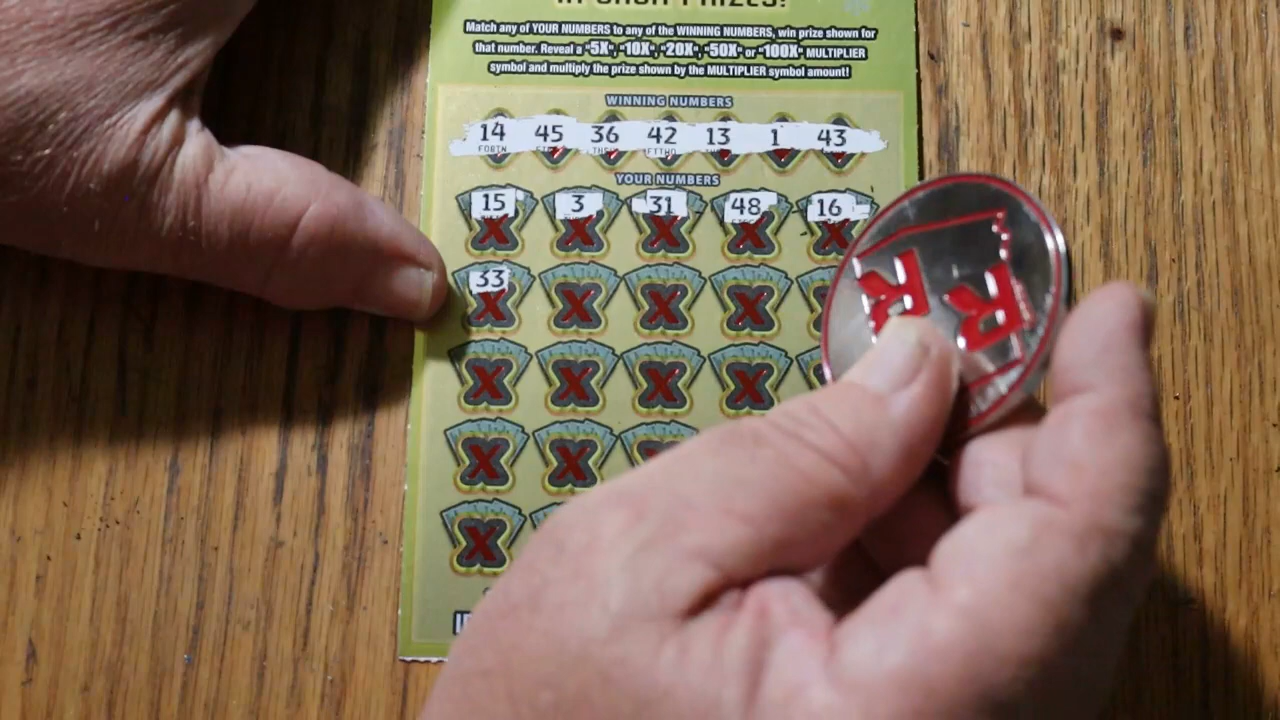 Match any of YOUR NUMBERS to any of the WINNING NUMBERS, win prize shown for
that number. Reveal a "5X", "10X", "20X", "50X" or "100X" MULTIPLIER
symbol and multiply the prize shown by the MULTIPLIER symbol amount!
WINNING NUMBERS
14 45 36 42 13 1 43
YOUR NUMBERS
15 3 31 48 16
X X X X X
33
X X X X
X X X X
X X
X
R R